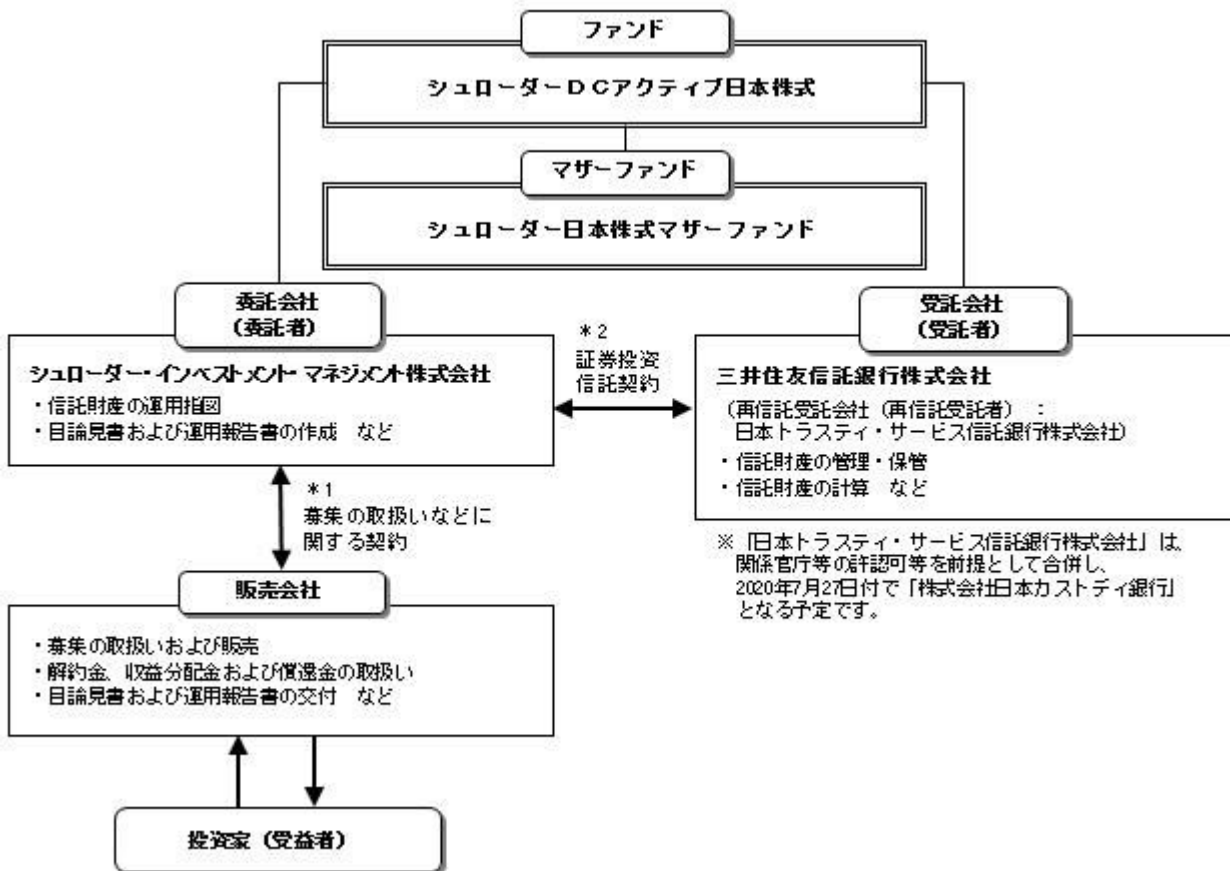 ファンド
シュローダーDCアクティブ日本株式
マザーファンド
シュローダー日本株式マザーファンド
委託会社
(委託者)
シュローダー・インベストメント・マネジメント株式会社
・信託財産の運用指図
・目論見書および運用報告書の作成 など
*2
証券投資
信託契約
受託会社
(受託者)
三井住友信託銀行株式会社
(再信託受託会社(再信託受託者) :
日本トラスティ・サービス信託銀行株式会社)
・信託財産の管理・保管
・信託財産の計算 など
※「日本トラスティ・サービス信託銀行株式会社」は、
関係官庁等の許認可等を前提として合併し、
2020年7月27日付で「株式会社日本カストディ銀行」
となる予定です。
*1
募集の取扱いなどに
関する契約
販売会社
・募集の取扱いおよび販売
・解約金、収益分配金および償還金の取扱い
・目論見書および運用報告書の交付 など
投資家(受益者)